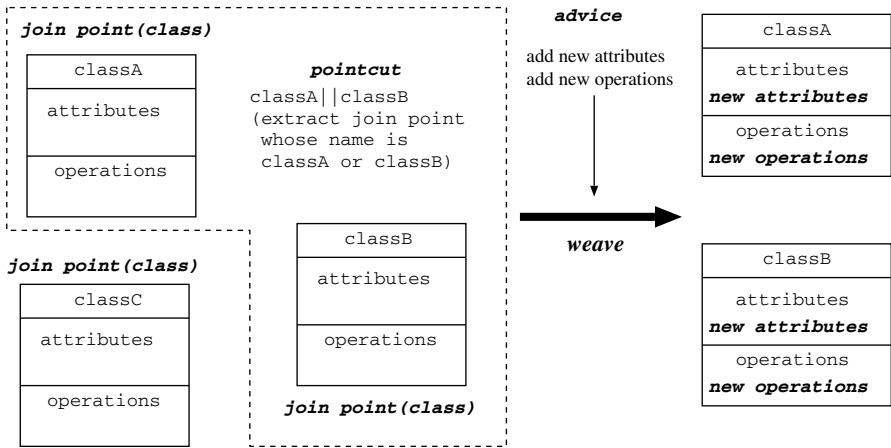 join point(class)
classA
attributes
operations
pointcut
classA||classB
(extract join point
whose name is
classA or classB)
join point(class)
classC
attributes
operations
classB
attributes
operations
join point(class)
advice
add new attributes
add new operations
weave
classA
attributes
new attributes
operations
new operations
classB
attributes
new attributes
operations
new operations